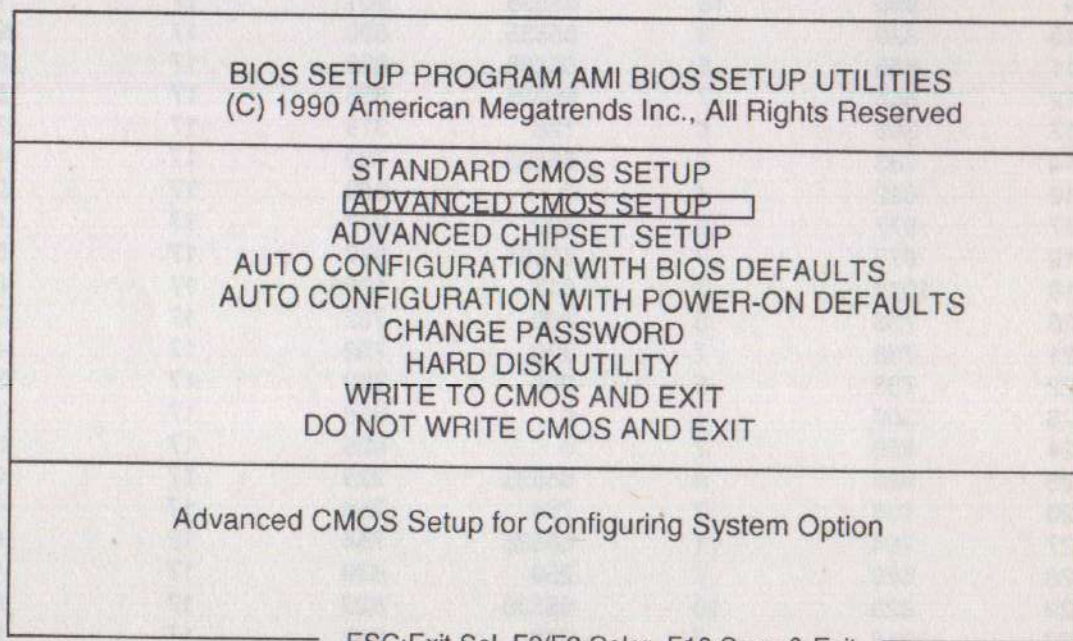 BIOS SETUP PROGRAM AMI BIOS SETUP UTILITIES
(C) 1990 American Megatrends Inc., All Rights Reserved
STANDARD CMOS SETUP
ADVANCED CMOS SETUP
ADVANCED CHIPSET SETUP
AUTO CONFIGURATION WITH BIOS DEFAULTS
AUTO CONFIGURATION WITH POWER-ON DEFAULTS
CHANGE PASSWORD
HARD DISK UTILITY
WRITE TO CMOS AND EXIT
DO NOT WRITE CMOS AND EXIT
Advanced CMOS Setup for Configuring System Option
ESC:Exit